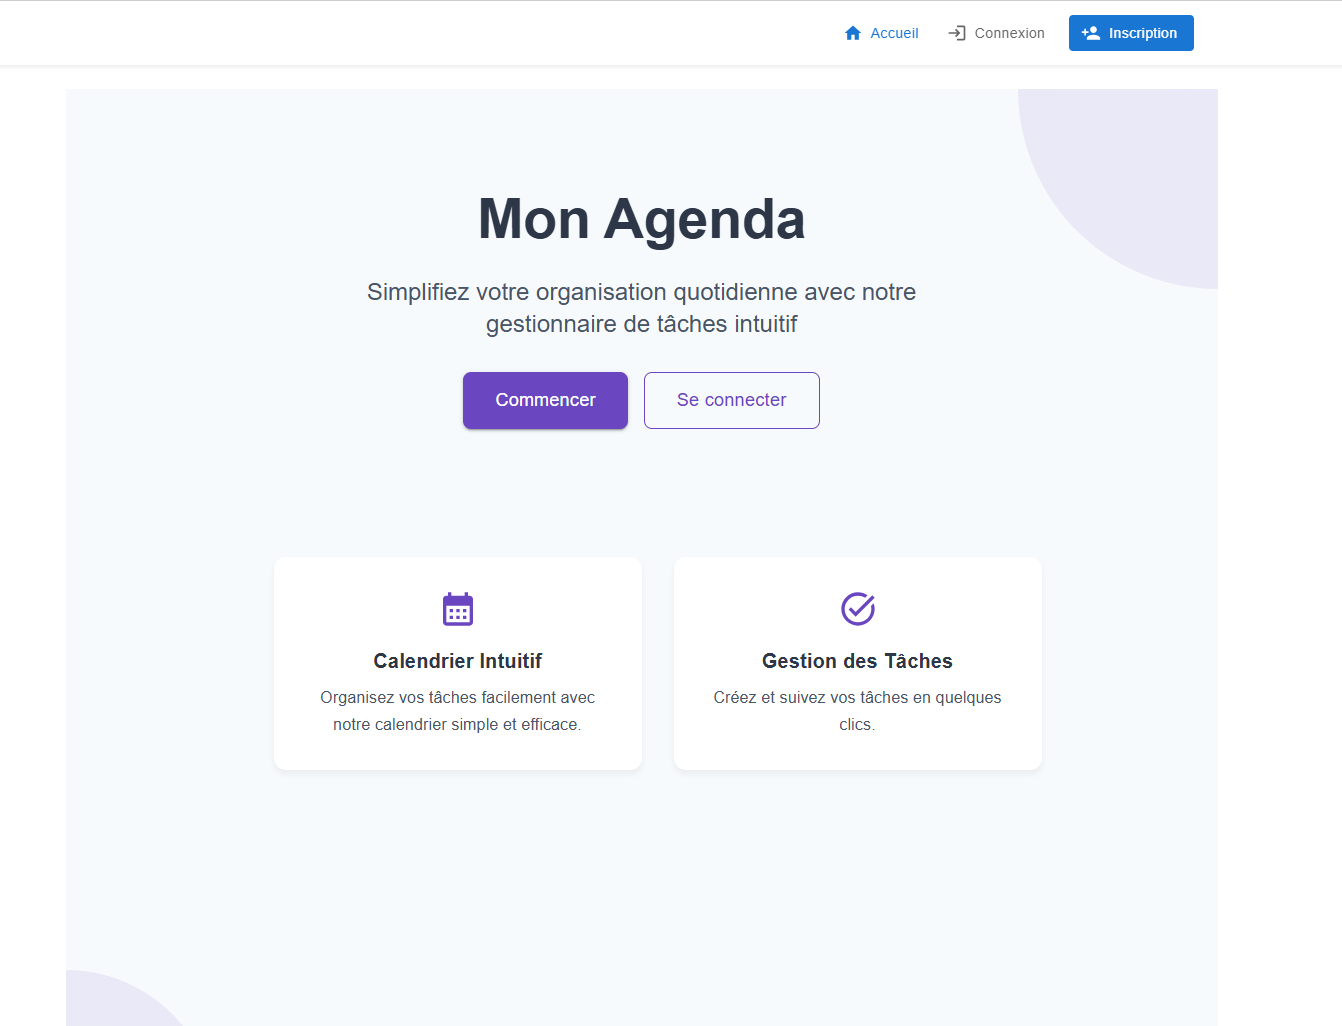 Accueil
Connexion
Inscription
Mon Agenda
Simplifiez votre organisation quotidienne avec notre
gestionnaire de tâches intuitif
Commencer
Se connecter
Calendrier Intuitif
Organisez vos tâches facilement avec
notre calendrier simple et efficace.
Gestion des Tâches
Créez et suivez vos tâches en quelques
clics.